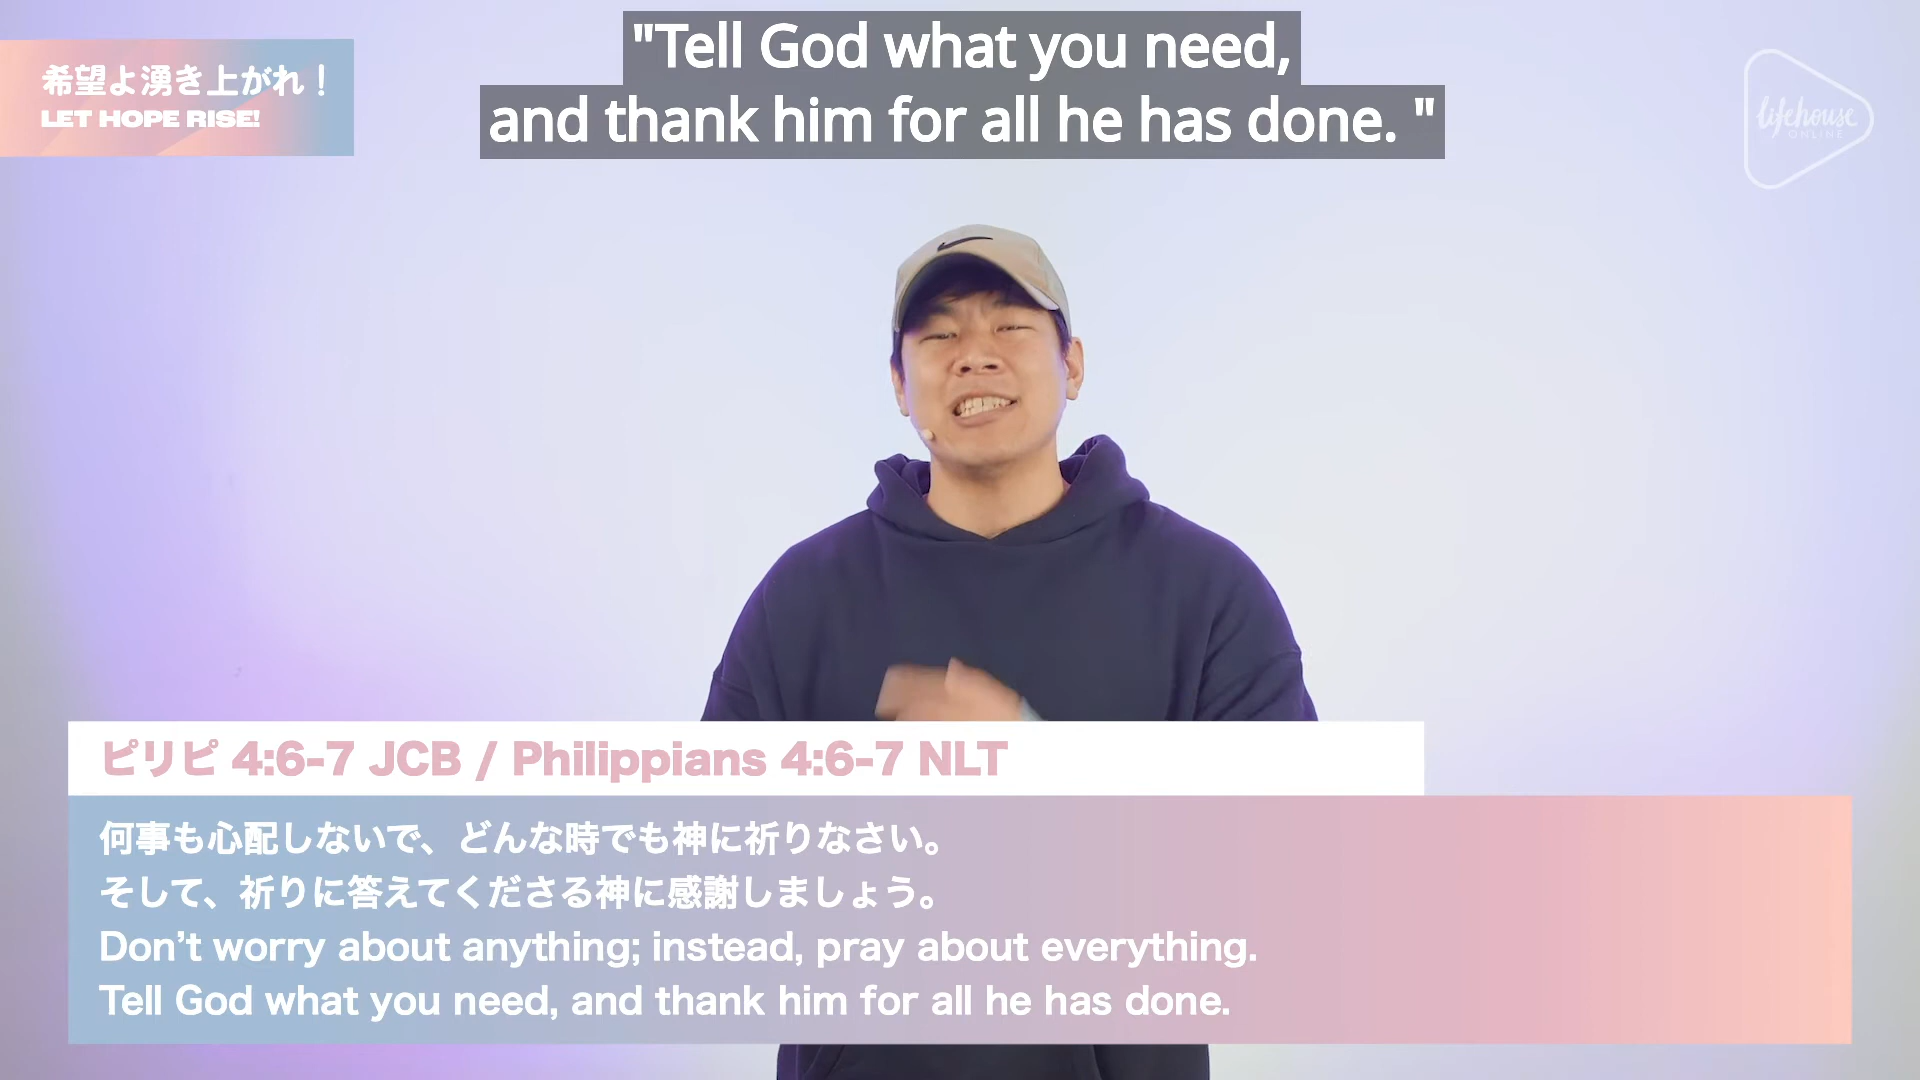 "Tell God what you need,
and thank him for all he has done. "
希望よ湧き上がれ！
LET HOPE RISE!
lifehouse
ONLINE
ピリピ 4:6-7 JCB / Philippians 4:6-7 NLT
何事も心配しないで、どんな時でも神に祈りなさい。
そして、祈りに答えてくださる神に感謝しましょう。
Don’t worry about anything; instead, pray about everything.
Tell God what you need, and thank him for all he has done.